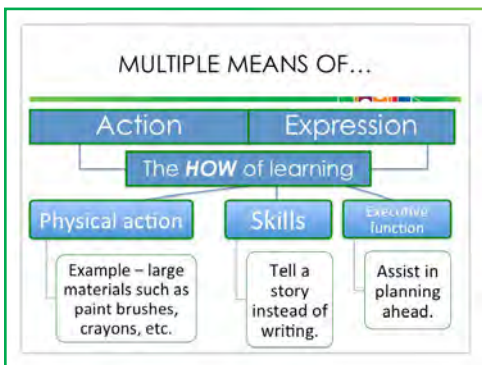 MULTIPLE MEANS OF...
Action Expression
The HOW of learning
Physical action Skills Executive function
Example – large
materials such as
paint brushes,
crayons, etc.
Tell a
story
instead of
writing.
Assist in
planning
ahead.